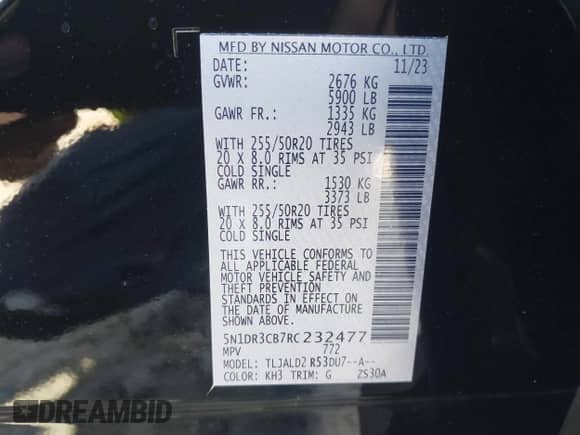 MFD BY NISSAN MOTOR CO., LTD.
DATE: 11/23
GVWR: 2676 KG
5900 LB
GAWR FR.: 1335 KG
2943 LB
WITH 255/50R20 TIRES
20 X 8.0 RIMS AT 35 PSI
COLD SINGLE
GAWR RR.: 1530 KG
3373 LB
WITH 255/50R20 TIRES
20 X 8.0 RIMS AT 35 PSI
COLD SINGLE
THIS VEHICLE CONFORMS TO
ALL APPLICABLE FEDERAL
MOTOR VEHICLE SAFETY AND
THEFT PREVENTION
STANDARDS IN EFFECT ON
THE DATE OF MANUFACTURE
SHOWN ABOVE.
5N1DR3CB7RC232477
MPV 772
MODEL: TLJALD2 R53DU7--A--
COLOR: KH3 TRIM: G ZS30A
DREAMBID